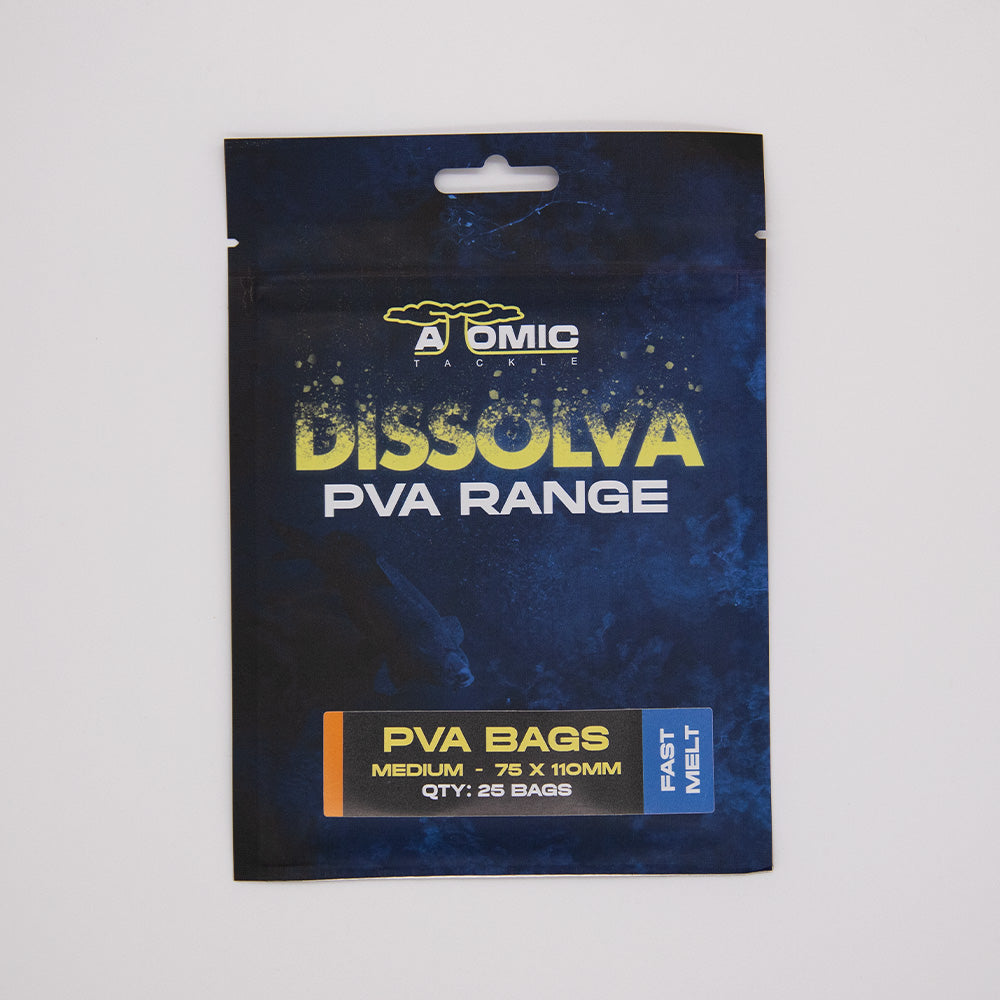 ATOMIC
TACKLE
DISSOLVA
PVA RANGE
PVA BAGS
MEDIUM - 75 X 110MM
QTY: 25 BAGS
FAST
MELT